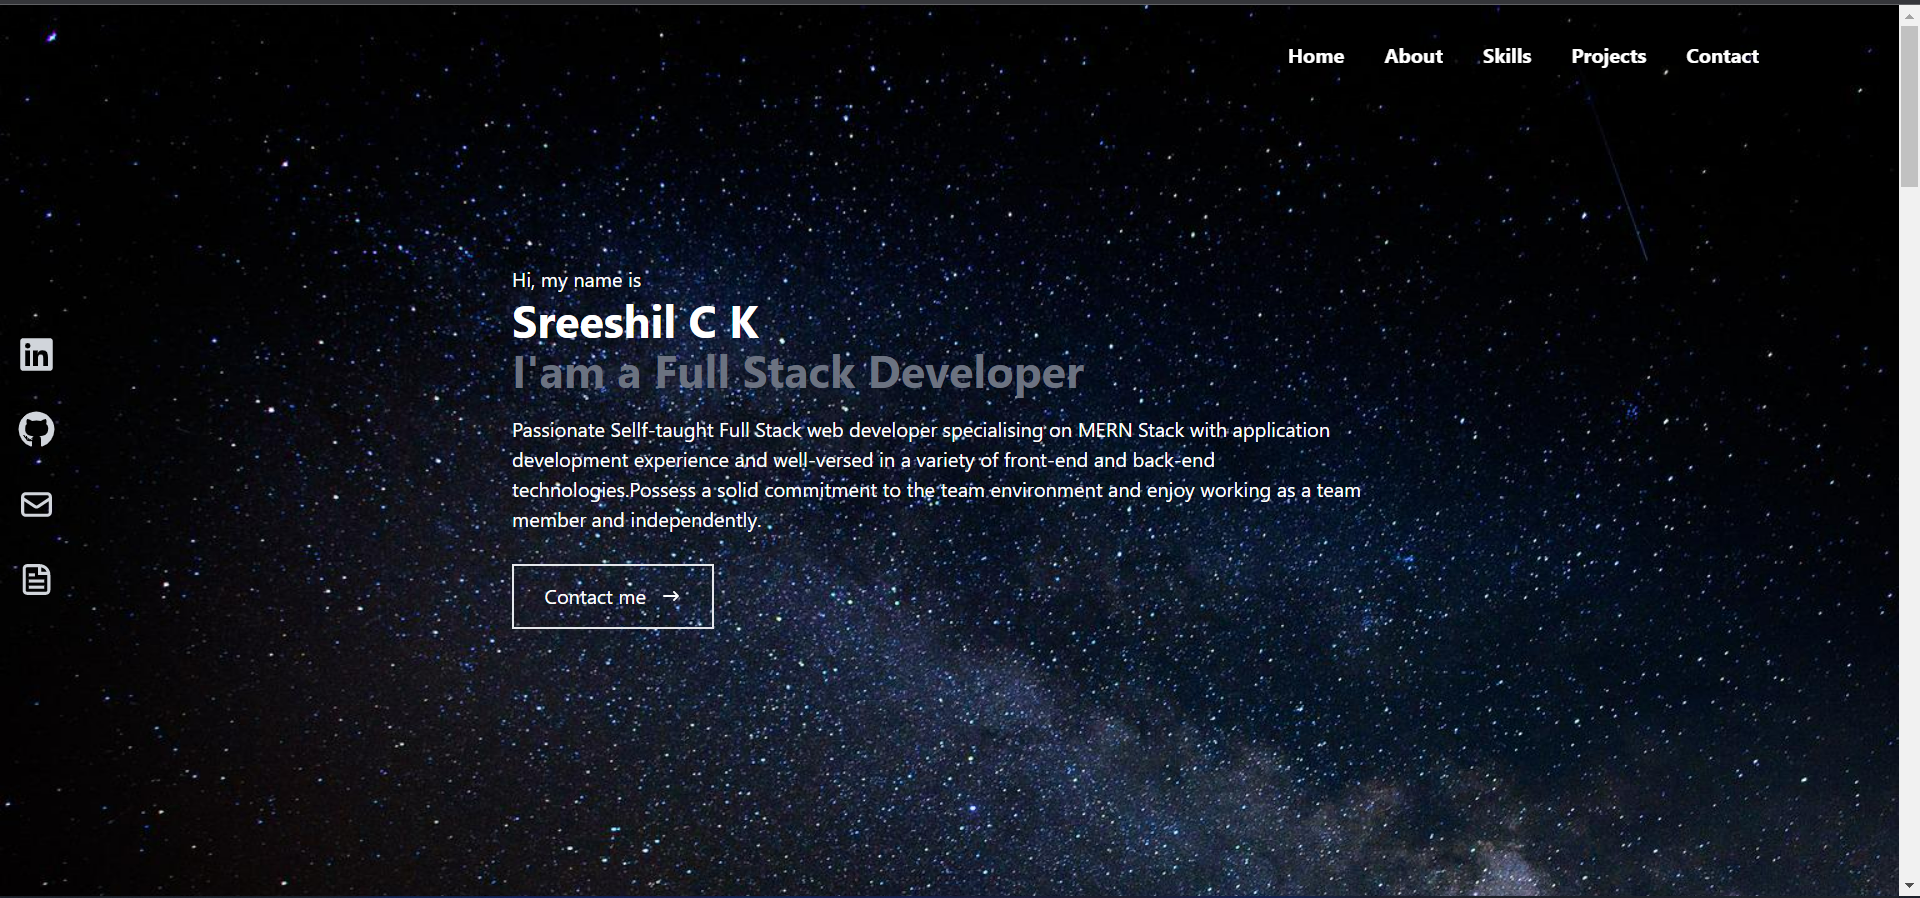 Home About Skills Projects Contact
Hi, my name is
Sreeshil C K
I'am a Full Stack Developer
Passionate Sellf-taught Full Stack web developer specialising on MERN Stack with application
development experience and well-versed in a variety of front-end and back-end
technologies.Possess a solid commitment to the team environment and enjoy working as a team
member and independently.
Contact me →
in